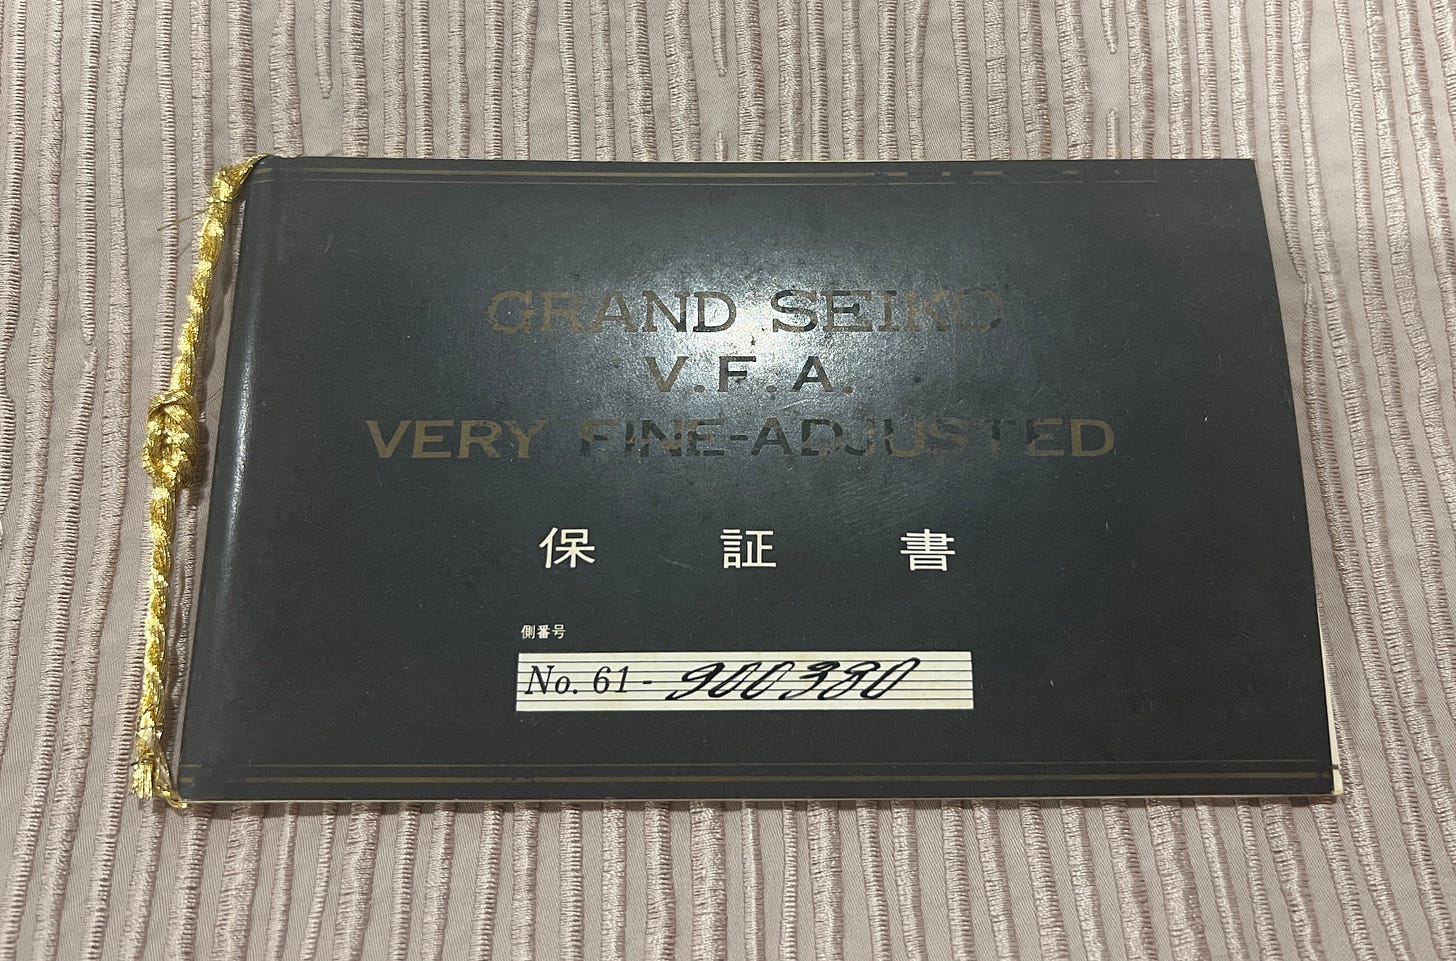 GRAND SEIKO
V.F.A.
VERY FINE-ADJUSTED
保証書
側番号
No. 61-900380